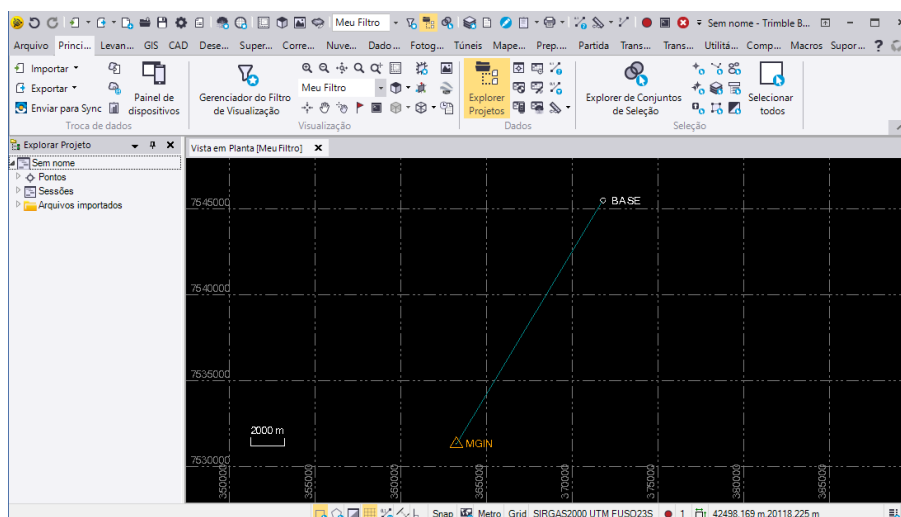 Meu Filtro
Sem nome - Trimble B...
Arquivo Princi... Levan... GIS CAD Dese... Super... Corre... Nuve... Dado... Fotog... Túneis Mape... Prep.... Partida Trans... Trans... Utilitá... Comp... Macros Supor... ?
Importar
Exportar
Enviar para Sync
Painel de dispositivos
Troca de dados
Gerenciador do Filtro de Visualização
Meu Filtro
Visualização
Explorer Projetos
Dados
Explorer de Conjuntos de Seleção
Selecionar todos
Seleção
Explorar Projeto
Sem nome
Pontos
Sessões
Arquivos importados
Vista em Planta [Meu Filtro]
7545000
BASE
7540000
7535000
2000 m
MGIN
7530000
350000 355000 360000 365000 370000 375000 380000 385000
Snap Metro Grid SIRGAS2000 UTM FUSO23S 1 42498.169 m,20118.225 m